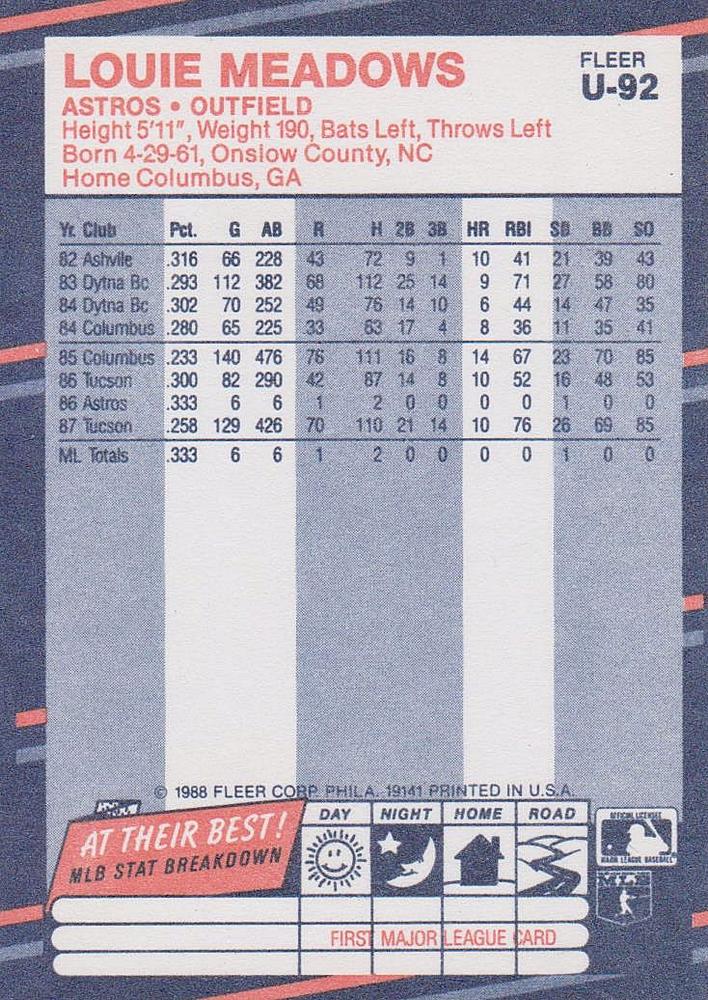 LOUIE MEADOWS
FLEER
U-92
ASTROS • OUTFIELD
Height 5'11", Weight 190, Bats Left, Throws Left
Born 4-29-61, Onslow County, NC
Home Columbus, GA
Yr. Club Pct. G AB R H 2B 3B HR RBI SB BB SO
82 Ashvlle .316 66 228 43 72 9 1 10 41 21 39 43
83 Dytna Bc .293 112 382 68 112 25 14 9 71 27 58 80
84 Dytna Bc .302 70 252 49 76 14 10 6 44 14 47 35
84 Columbus .280 65 225 33 63 17 4 8 36 11 35 41
85 Columbus .233 140 476 76 111 16 8 14 67 23 70 85
86 Tucson .300 82 290 42 87 14 8 10 52 16 48 53
86 Astros .333 6 6 1 2 0 0 0 0 1 0 0
87 Tucson .258 129 426 70 110 21 14 10 76 26 69 85
ML Totals .333 6 6 1 2 0 0 0 0 1 0 0
© 1988 FLEER CORP. PHILA. 19141 PRINTED IN U.S.A.
AT THEIR BEST!
MLB STAT BREAKDOWN
DAY NIGHT HOME ROAD
OFFICIAL LICENSEE
MAJOR LEAGUE BASEBALL
FIRST MAJOR LEAGUE CARD